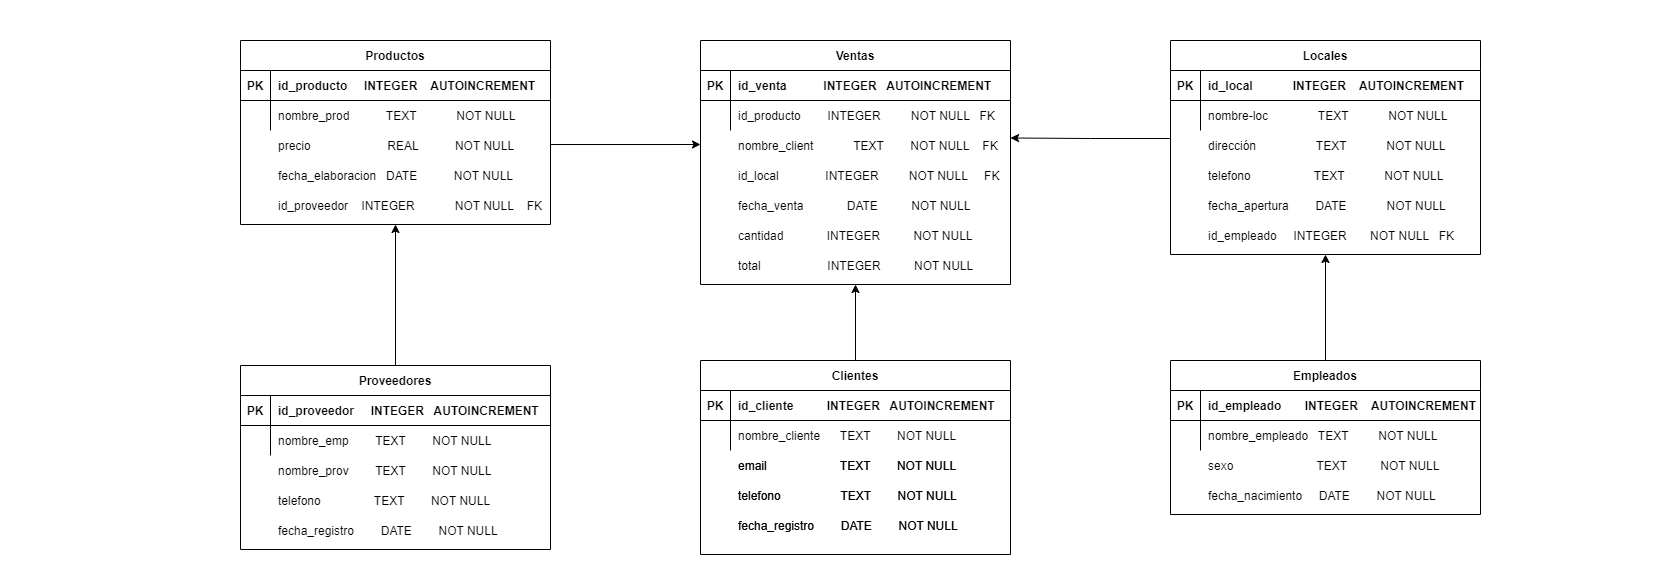 Productos
PK id_producto INTEGER AUTOINCREMENT
nombre_prod TEXT NOT NULL
precio REAL NOT NULL
fecha_elaboracion DATE NOT NULL
id_proveedor INTEGER NOT NULL FK
Ventas
PK id_venta INTEGER AUTOINCREMENT
id_producto INTEGER NOT NULL FK
nombre_client TEXT NOT NULL FK
id_local INTEGER NOT NULL FK
fecha_venta DATE NOT NULL
cantidad INTEGER NOT NULL
total INTEGER NOT NULL
Locales
PK id_local INTEGER AUTOINCREMENT
nombre-loc TEXT NOT NULL
dirección TEXT NOT NULL
telefono TEXT NOT NULL
fecha_apertura DATE NOT NULL
id_empleado INTEGER NOT NULL FK
Proveedores
PK id_proveedor INTEGER AUTOINCREMENT
nombre_emp TEXT NOT NULL
nombre_prov TEXT NOT NULL
telefono TEXT NOT NULL
fecha_registro DATE NOT NULL
Clientes
PK id_cliente INTEGER AUTOINCREMENT
nombre_cliente TEXT NOT NULL
email TEXT NOT NULL
telefono TEXT NOT NULL
fecha_registro DATE NOT NULL
Empleados
PK id_empleado INTEGER AUTOINCREMENT
nombre_empleado TEXT NOT NULL
sexo TEXT NOT NULL
fecha_nacimiento DATE NOT NULL